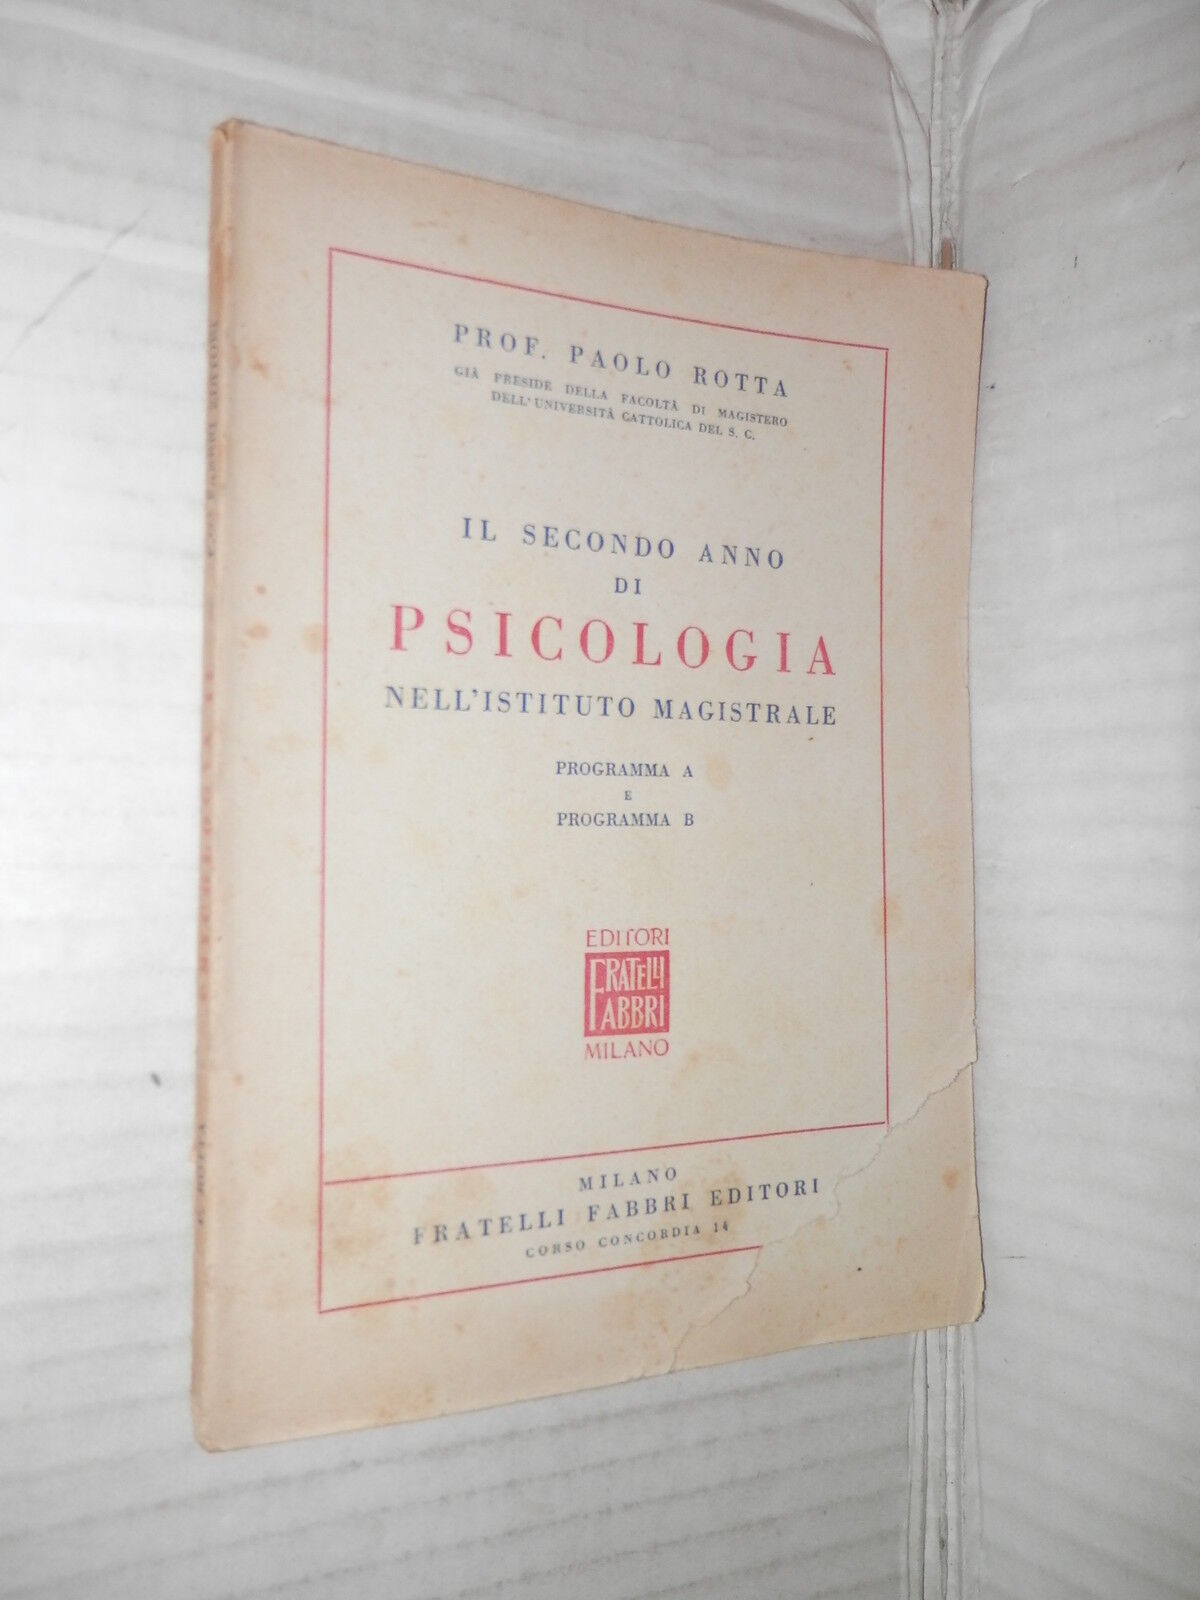 PROF. PAOLO ROTTA
GIÀ PRESIDE DELLA FACOLTÀ DI MAGISTERO
DELL'UNIVERSITÀ CATTOLICA DEL S. C.
IL SECONDO ANNO
DI
PSICOLOGIA
NELL'ISTITUTO MAGISTRALE
PROGRAMMA A
E
PROGRAMMA B
EDITORI
FRATELLI
FABBRI
MILANO
MILANO
FRATELLI FABBRI EDITORI
CORSO CONCORDIA 14
ROTTA